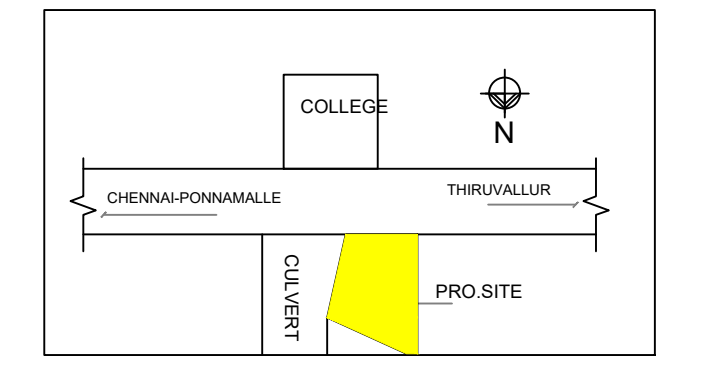 COLLEGE
N
CHENNAI-PONNAMALLE
THIRUVALLUR
CULVERT
PRO.SITE